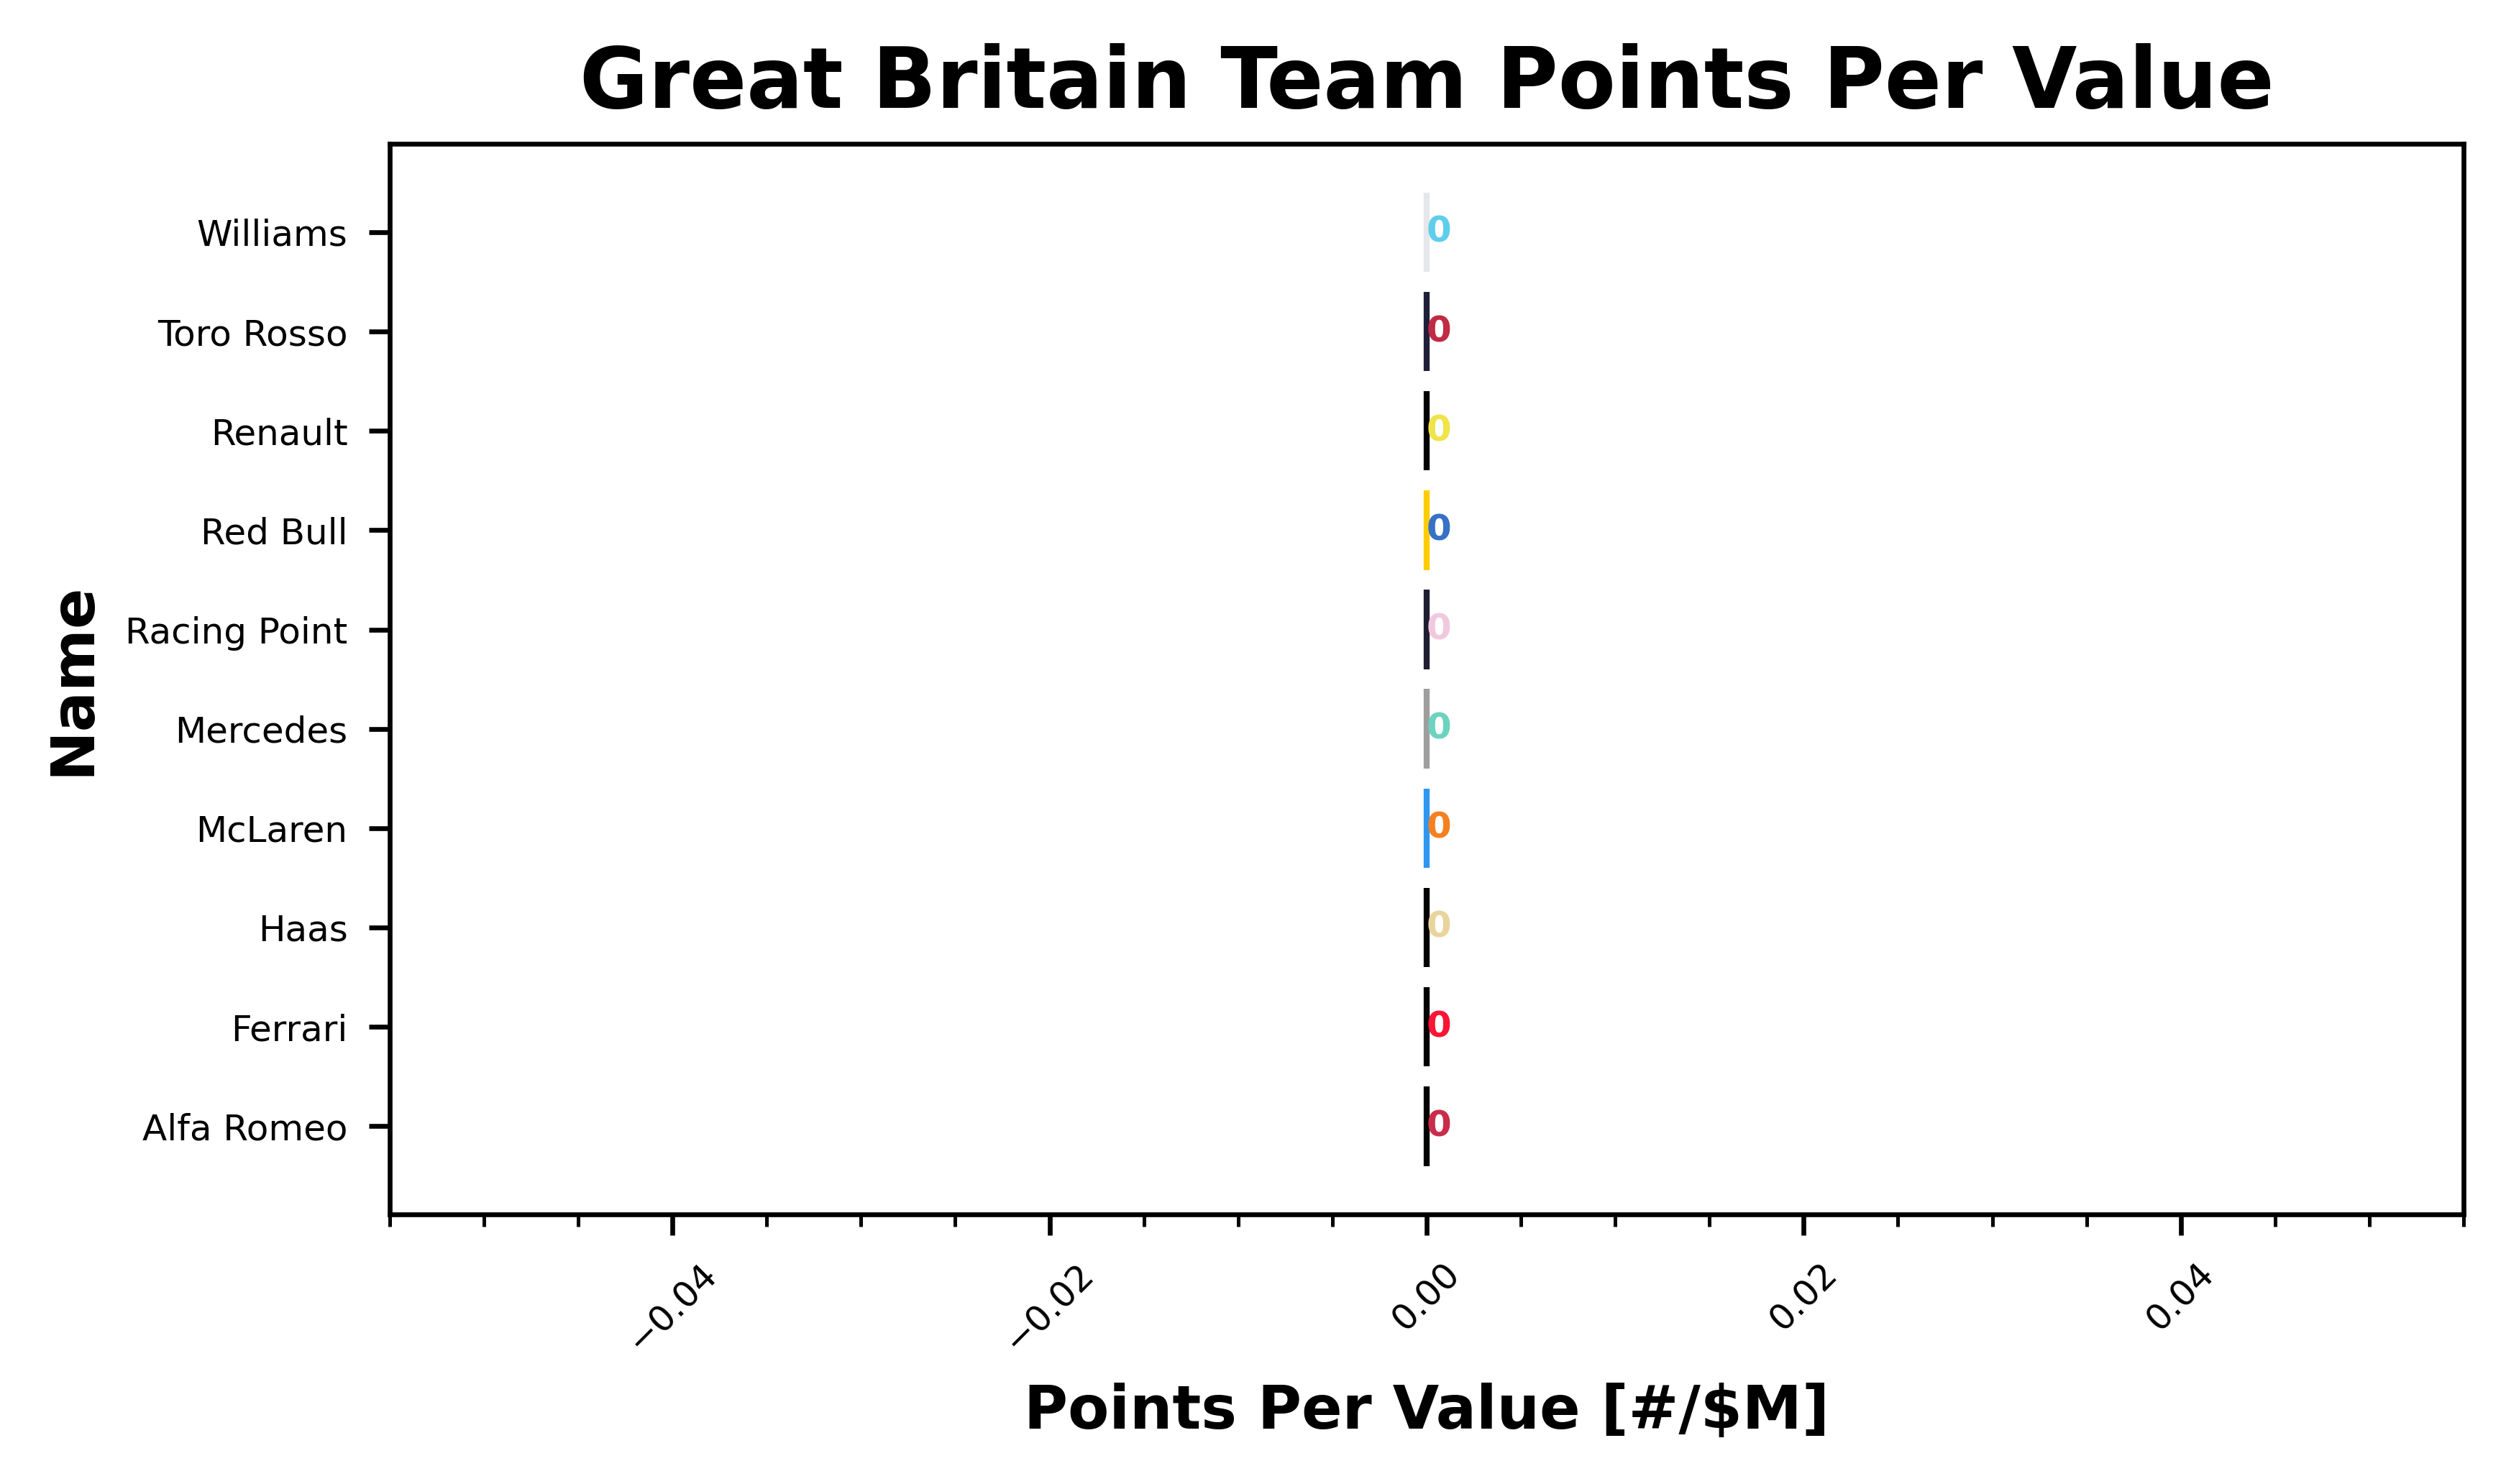 Great Britain Team Points Per Value
Name
Williams 0
Toro Rosso 0
Renault 0
Red Bull 0
Racing Point 0
Mercedes 0
McLaren 0
Haas 0
Ferrari 0
Alfa Romeo 0
−0.04 −0.02 0.00 0.02 0.04
Points Per Value [#/$M]